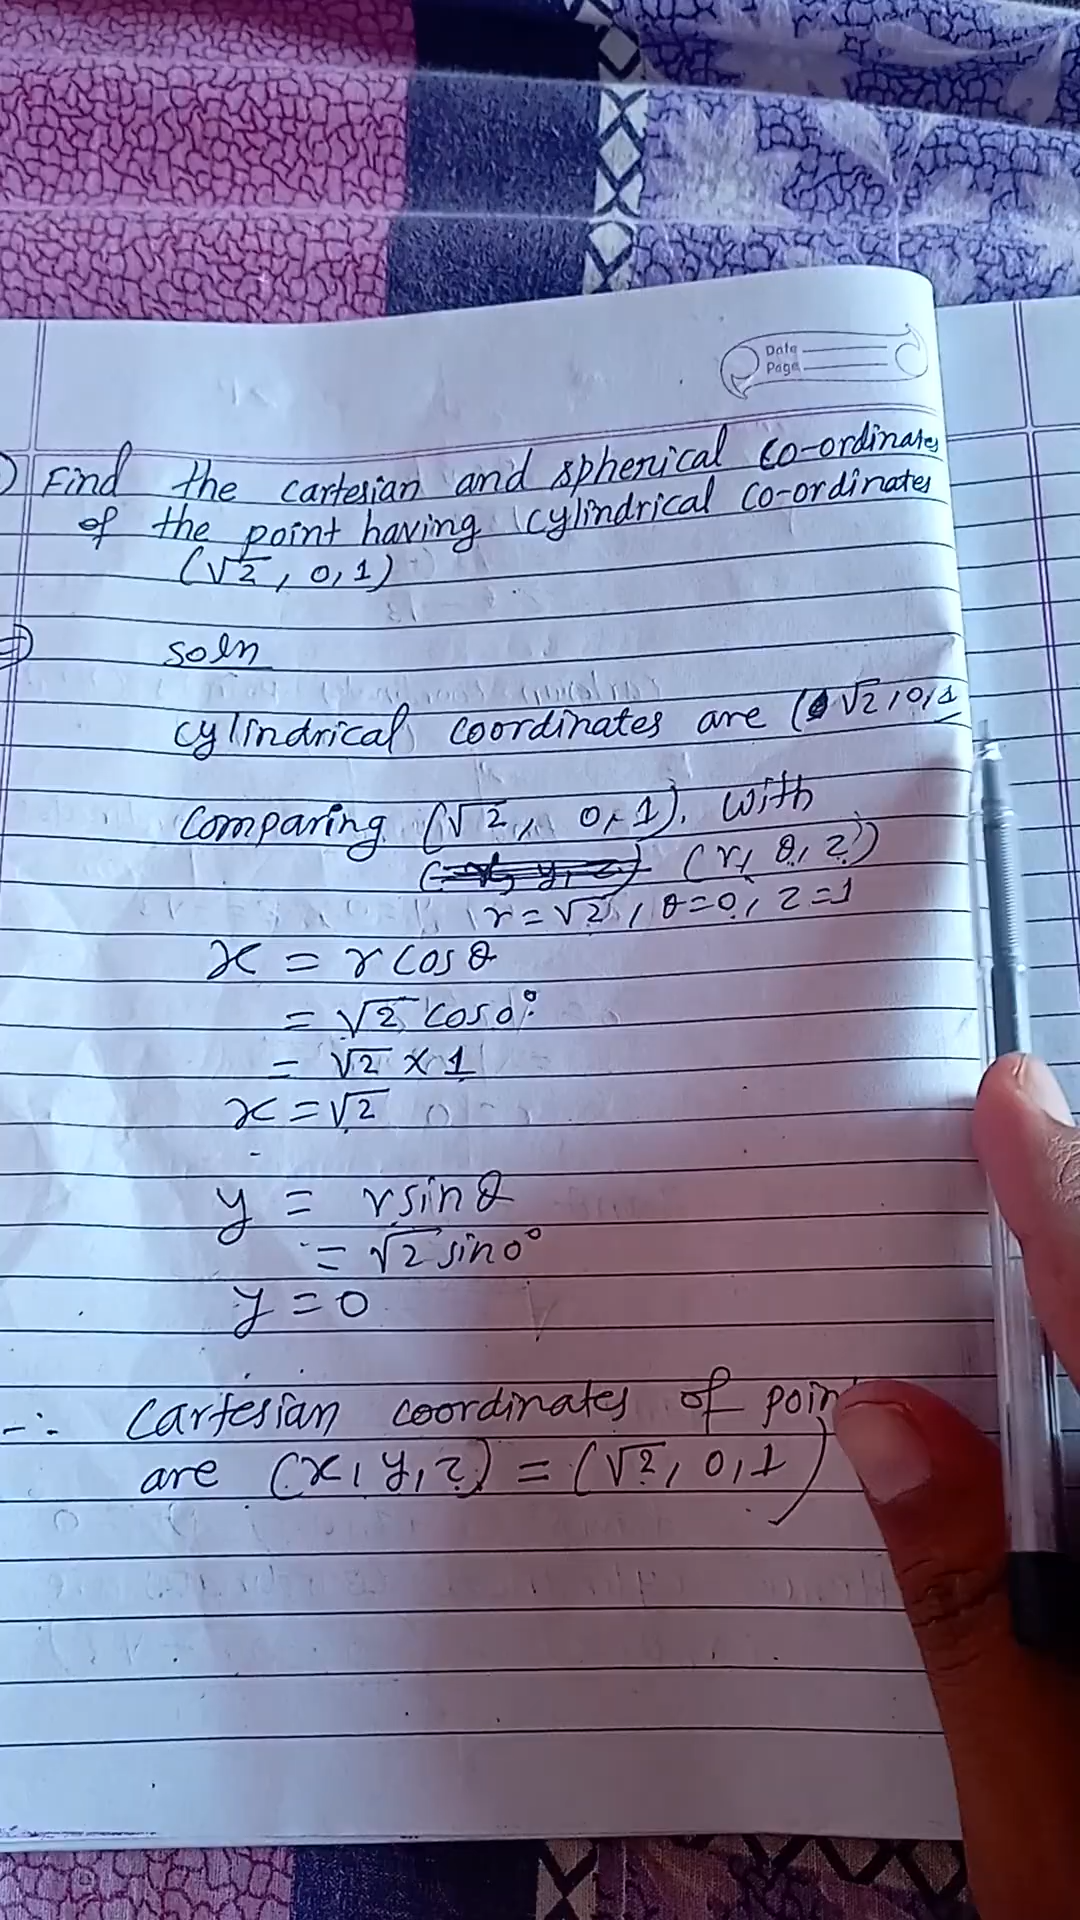 Date
Page
Find the cartesian and spherical co-ordinates
of the point having cylindrical co-ordinates
(√2, 0, 1)
soln
cylindrical coordinates are (√2, 0, 1
comparing (√2, 0, 1). with
(r, θ, z)
r = √2, θ = 0, z = 1
x = r cos θ
= √2 cos 0°
= √2 × 1
x = √2
y = r sin θ
= √2 sin 0°
y = 0
∴ Cartesian coordinates of poin
are (x, y, z) = (√2, 0, 1)